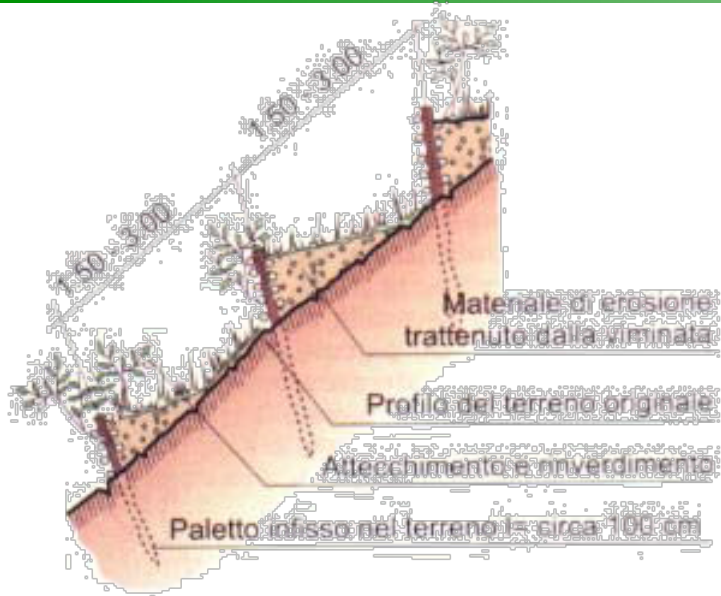 1.50 - 3.00
1.50 - 3.00
Materiale di erosione
trattenuto dalla viminata
Profilo del terreno originale
Attecchimento e rinverdimento
Paletto infisso nel terreno l= circa 100 cm